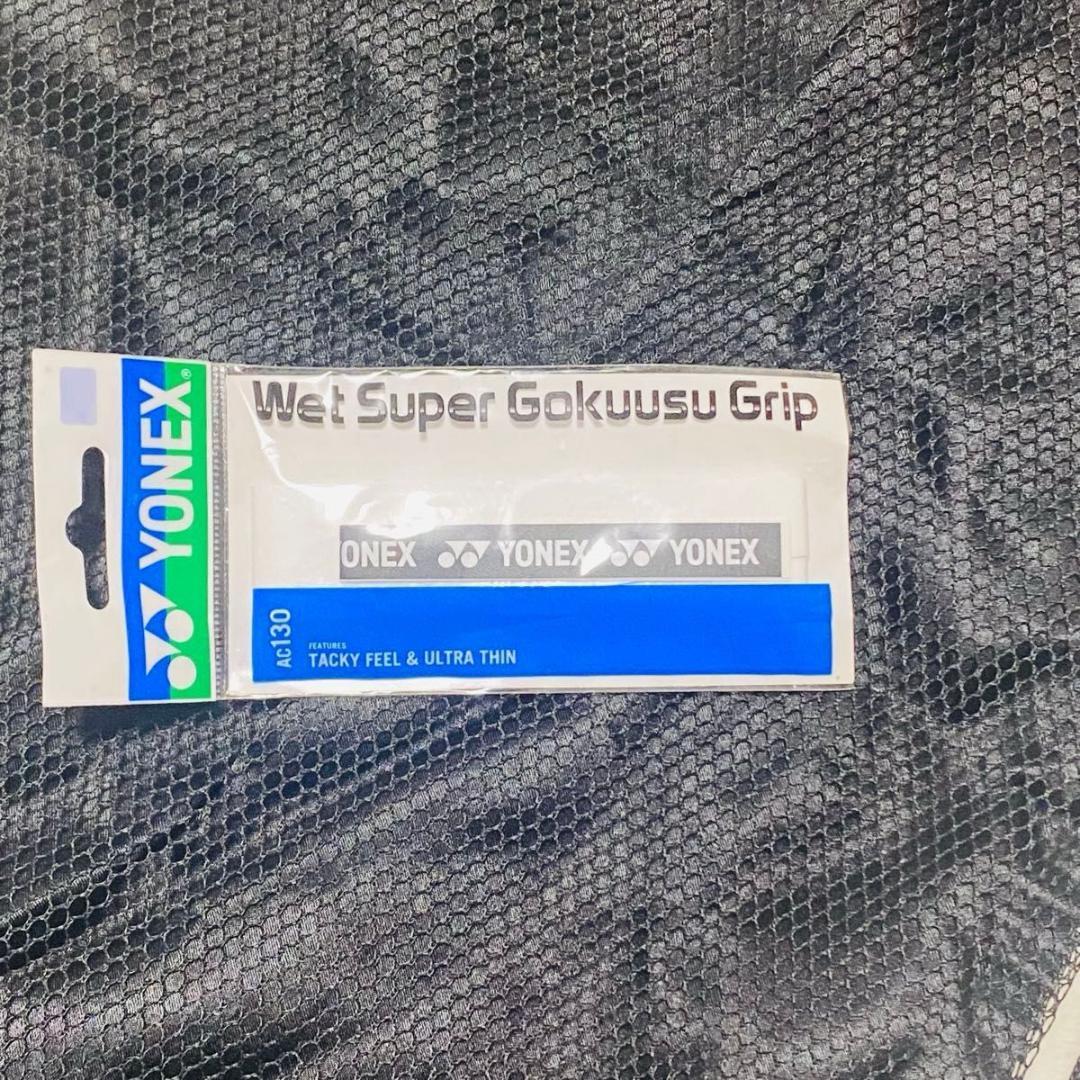 YONEX®
Wet Super Gokuusu Grip
ONEX YONEX YONEX
AC130
FEATURES
TACKY FEEL & ULTRA THIN